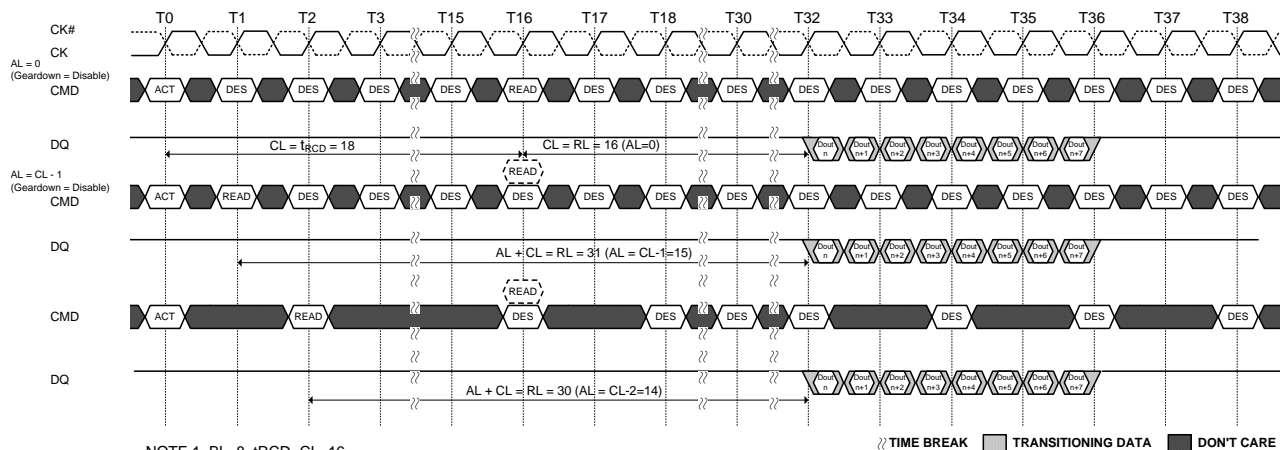 T0 T1 T2 T3 T15 T16 T17 T18 T30 T32 T33 T34 T35 T36 T37 T38
CK#
CK
AL = 0
(Geardown = Disable)
CMD
ACT DES DES DES DES READ DES DES DES DES DES DES DES DES DES DES
DQ
CL = tRCD = 18
CL = RL = 16 (AL=0)
Dout n Dout n+1 Dout n+2 Dout n+3 Dout n+4 Dout n+5 Dout n+6 Dout n+7
READ
AL = CL - 1
(Geardown = Disable)
CMD
ACT READ DES DES DES DES DES DES DES DES DES DES DES DES DES DES
DQ
AL + CL = RL = 31 (AL = CL-1=15)
Dout n Dout n+1 Dout n+2 Dout n+3 Dout n+4 Dout n+5 Dout n+6 Dout n+7
READ
CMD
ACT READ DES DES DES DES DES DES DES
DQ
AL + CL = RL = 30 (AL = CL-2=14)
Dout n Dout n+1 Dout n+2 Dout n+3 Dout n+4 Dout n+5 Dout n+6 Dout n+7
TIME BREAK TRANSITIONING DATA DON'T CARE